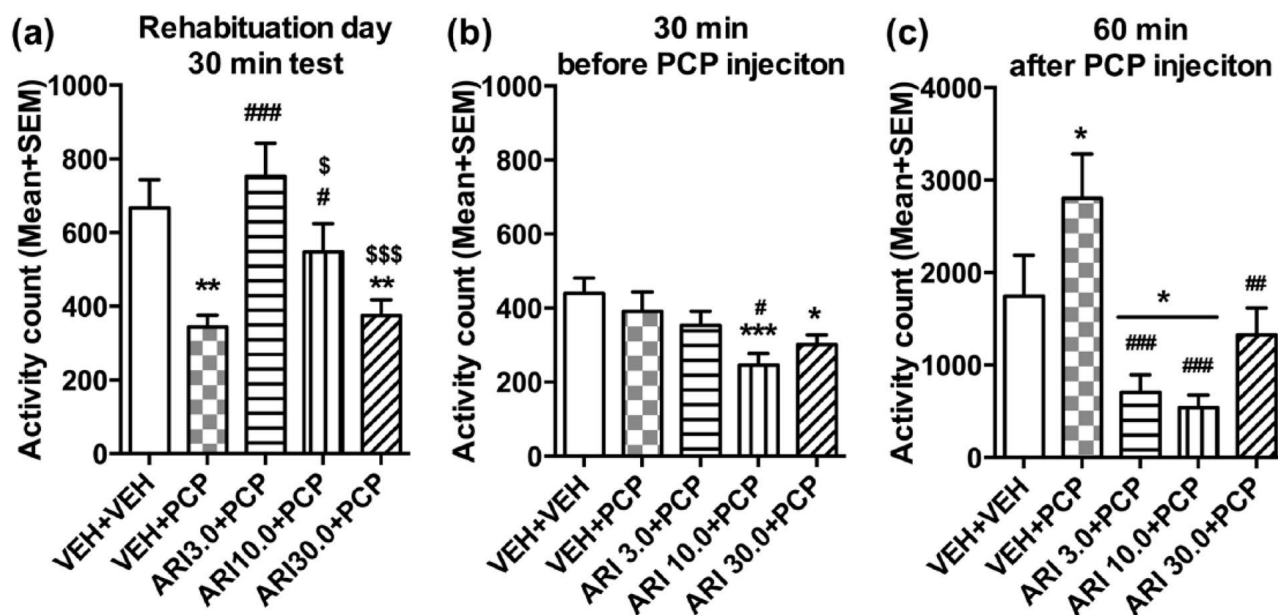 (a)
Rehabituation day
30 min test
Activity count (Mean+SEM)
1000
800
600
400
200
0
**
###
$
#
$$$
**
VEH+VEH
VEH+PCP
ARI3.0+PCP
ARI10.0+PCP
ARI30.0+PCP
(b)
30 min
before PCP injeciton
Activity count (Mean+SEM)
1000
800
600
400
200
0
#
***
*
VEH+VEH
VEH+PCP
ARI 3.0+PCP
ARI 10.0+PCP
ARI 30.0+PCP
(c)
60 min
after PCP injeciton
Activity count (Mean+SEM)
4000
3000
2000
1000
0
*
*
###
###
##
VEH+VEH
VEH+PCP
ARI 3.0+PCP
ARI 10.0+PCP
ARI 30.0+PCP